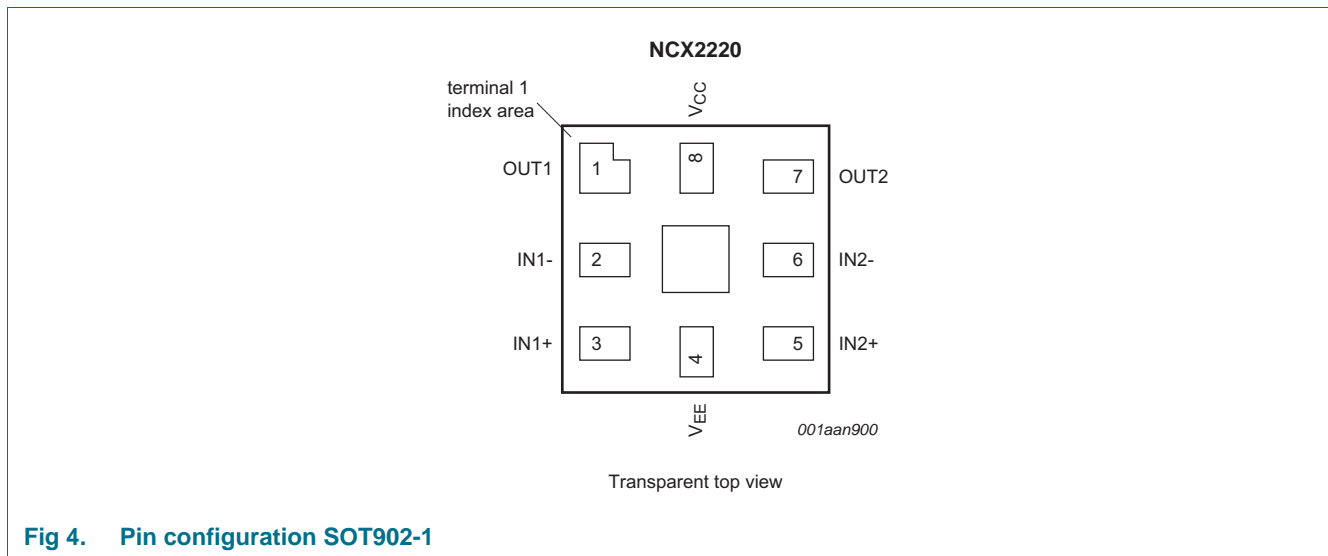 NCX2220
terminal 1
index area
VCC
OUT1
1
8
7
OUT2
IN1-
2
6
IN2-
IN1+
3
4
5
IN2+
VEE
001aan900
Transparent top view
Fig 4. Pin configuration SOT902-1